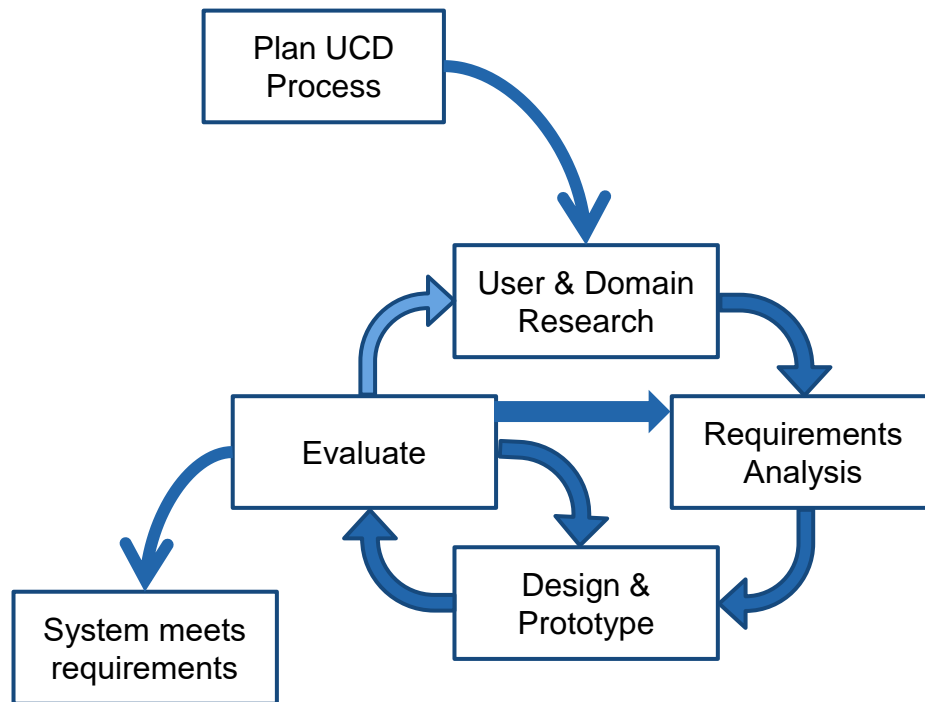 Plan UCD
Process
User & Domain
Research
Evaluate
Requirements
Analysis
Design &
Prototype
System meets
requirements